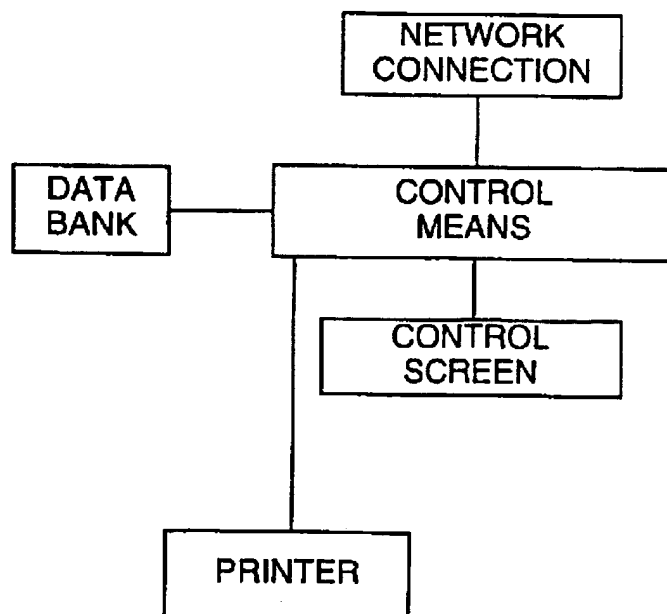 NETWORK
CONNECTION
DATA
BANK
CONTROL
MEANS
CONTROL
SCREEN
PRINTER